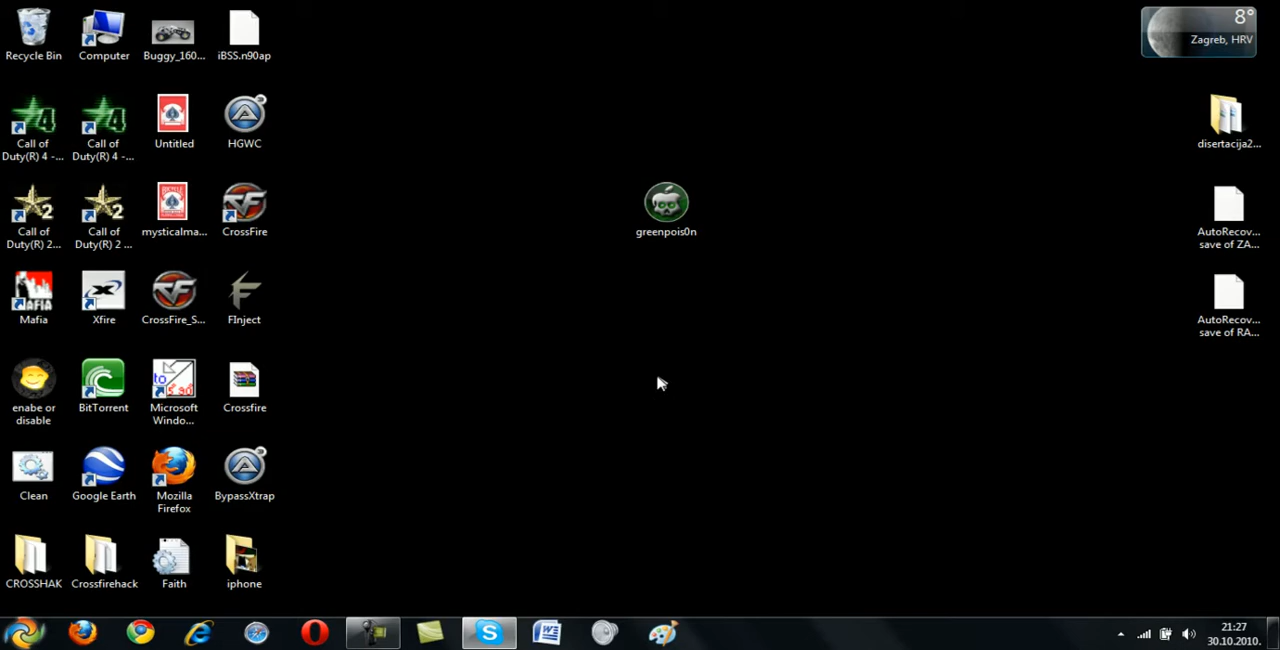 Recycle Bin
Computer
Buggy_160...
iBSS.n90ap
8°
Zagreb, HRV
Call of
Duty(R) 4 -...
Call of
Duty(R) 4 -...
Untitled
HGWC
disertacija2...
Call of
Duty(R) 2...
Call of
Duty(R) 2 ...
mysticalma...
CrossFire
greenpois0n
AutoRecov...
save of ZA...
Mafia
Xfire
CrossFire_S...
FInject
AutoRecov...
save of RA...
enabe or
disable
BitTorrent
Microsoft
Windo...
Crossfire
Clean
Google Earth
Mozilla
Firefox
BypassXtrap
CROSSHAK
Crossfirehack
Faith
iphone
21:27
30.10.2010.